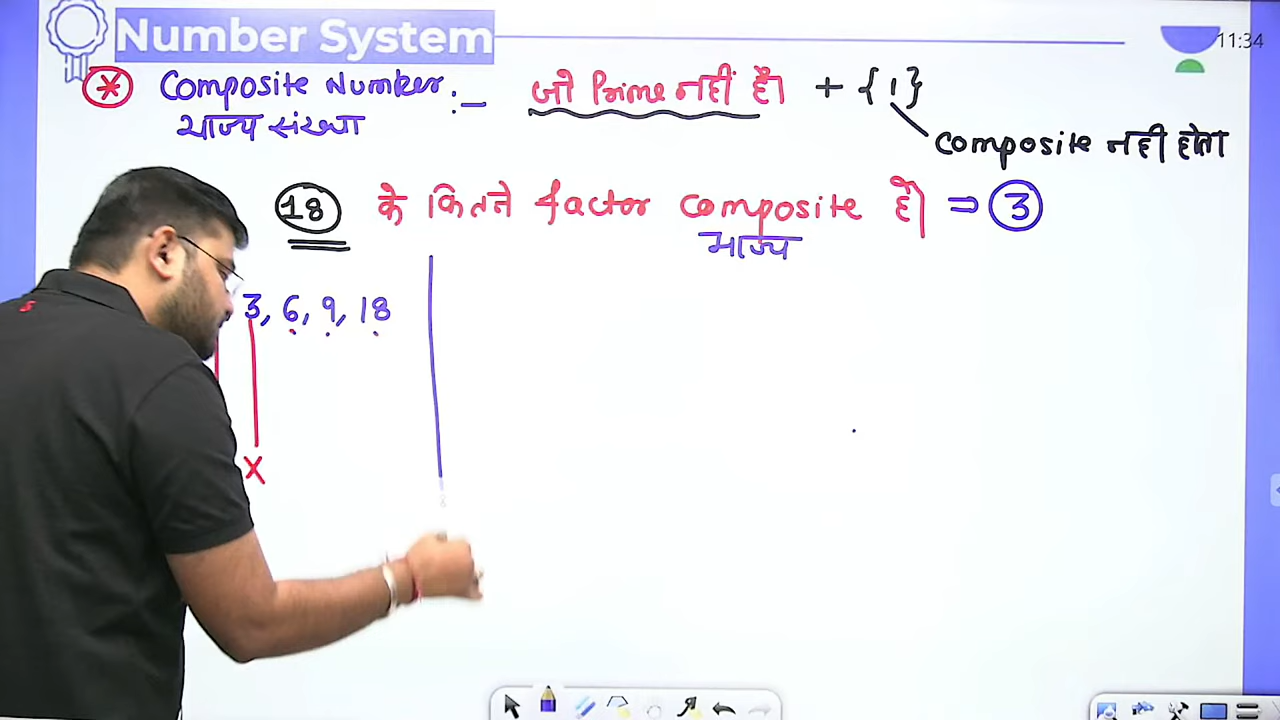 Number System
11:34
* Composite Number :- जो Prime नहीं है। + {1}
भाज्य संख्या
composite नहीं होता
18 के कितने factor composite है। ⇒ 3
भाज्य
3, 6, 9, 18
X